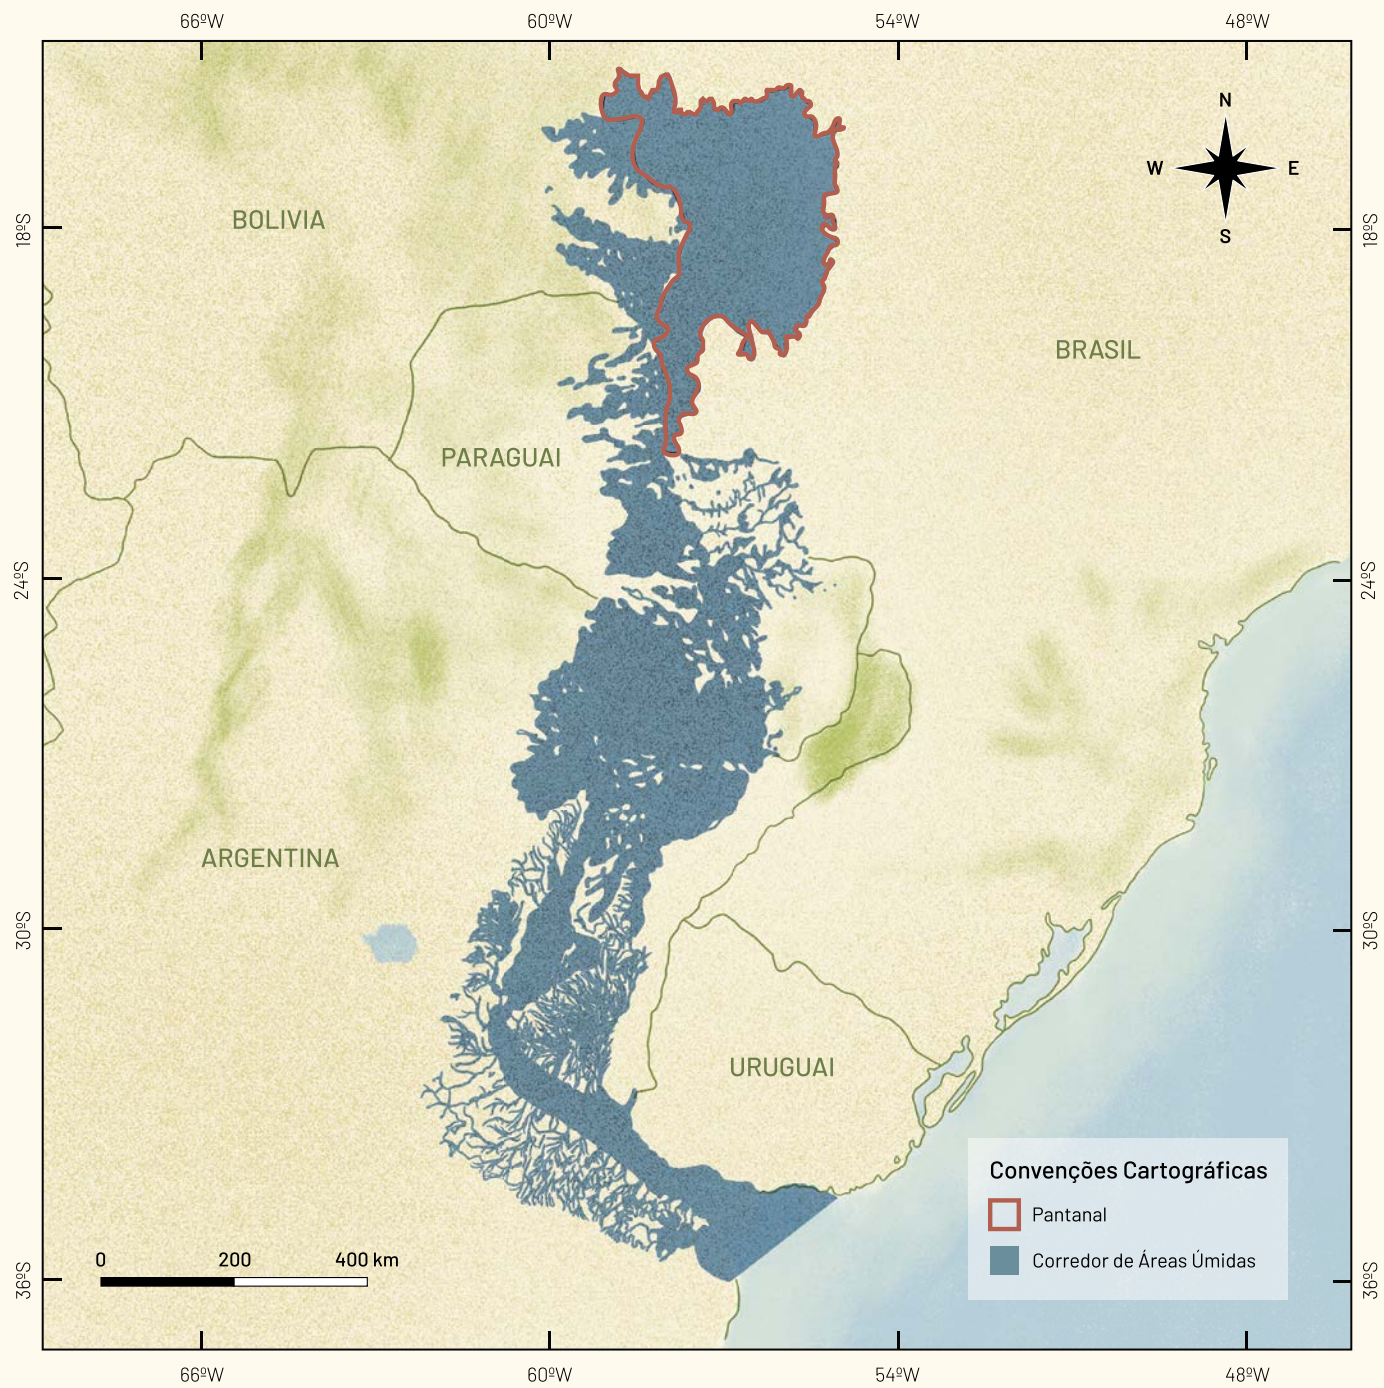 66ºW 60ºW 54ºW 48ºW
N
W E
S
18ºS 18ºS
BOLIVIA
BRASIL
PARAGUAI
24ºS 24ºS
ARGENTINA
30ºS 30ºS
URUGUAI
Convenções Cartográficas
Pantanal
Corredor de Áreas Úmidas
0 200 400 km
36ºS 36ºS
66ºW 60ºW 54ºW 48ºW